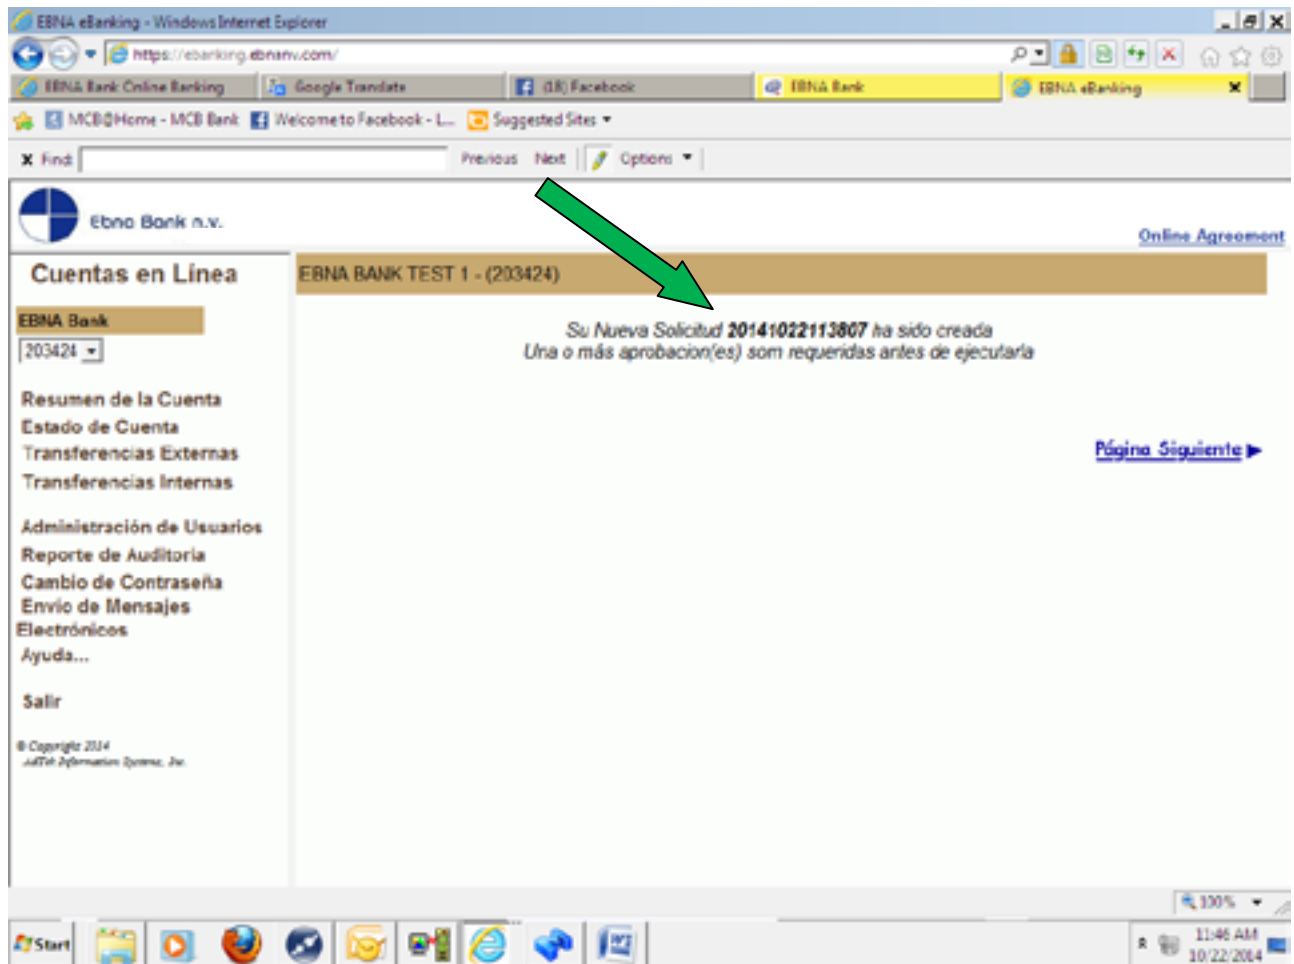 EBNA eBanking - Windows Internet Explorer
https://ebanking.ebnanv.com/
EBNA Bank Online Banking
Google Translate
(18) Facebook
EBNA Bank
EBNA eBanking
MCB@Home - MCB Bank
Welcome to Facebook - L...
Suggested Sites
x Find:
Previous Next Options
Ebna Bank n.v.
Online Agreement
Cuentas en Línea
EBNA BANK TEST 1 - (203424)
EBNA Bank
203424
Su Nueva Solicitud 20141022113807 ha sido creada
Una o más aprobacion(es) som requeridas antes de ejecutarla
Resumen de la Cuenta
Estado de Cuenta
Transferencias Externas
Transferencias Internas
Página Siguiente
Administración de Usuarios
Reporte de Auditoria
Cambio de Contraseña
Envio de Mensajes
Electrónicos
Ayuda...
Salir
© Copyright 2014
Information Systems, Inc.
100%
Start
11:46 AM
10/22/2014